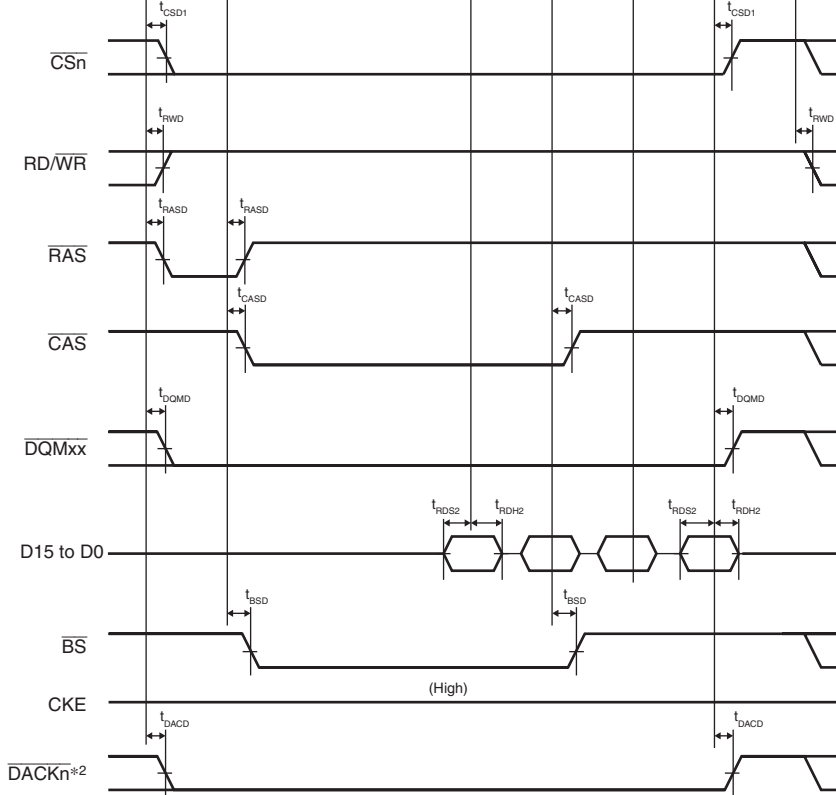 tCSD1 tCSD1
CSn
tRWD tRWD
RD/WR
tRASD tRASD
RAS
tCASD tCASD
CAS
tDQMD tDQMD
DQMxx
tRDS2 tRDH2 tRDS2 tRDH2
D15 to D0
tBSD tBSD
BS
(High)
CKE
tDACD tDACD
DACKn*2